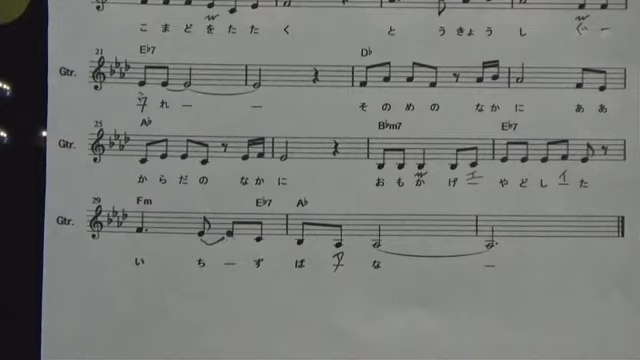 こ ま ど を た た く と う きょ う し ぐ ー
21 E♭7 D♭
Gtr.
れ ー ー そ の め の な か に あ あ
25 A♭ B♭m7 E♭7
Gtr.
か ら だ の な か に お も か げ ー や ど し た
29 Fm E♭7 A♭
Gtr.
い ち ー ず ば な ー